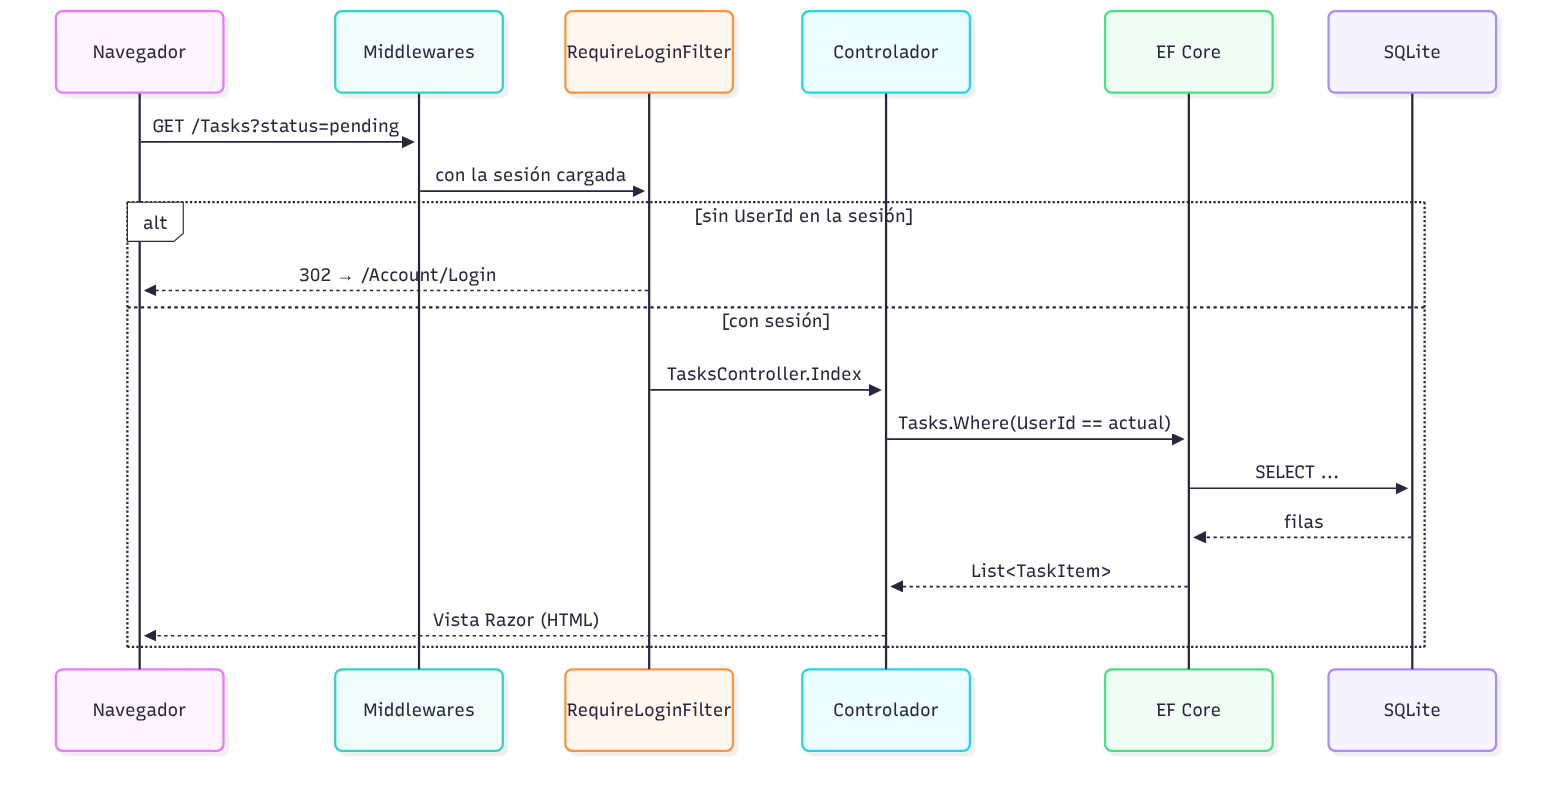 Navegador
Middlewares
RequireLoginFilter
Controlador
EF Core
SQLite
GET /Tasks?status=pending
con la sesión cargada
alt
[sin UserId en la sesión]
302 → /Account/Login
[con sesión]
TasksController.Index
Tasks.Where(UserId == actual)
SELECT ...
filas
List<TaskItem>
Vista Razor (HTML)
Navegador
Middlewares
RequireLoginFilter
Controlador
EF Core
SQLite